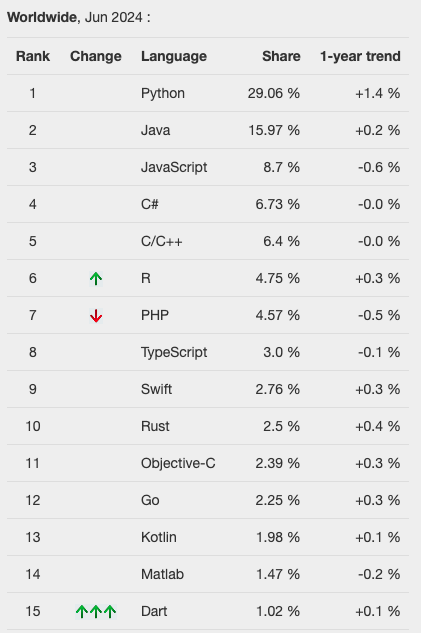 Worldwide, Jun 2024 :
Rank Change Language Share 1-year trend
1 Python 29.06 % +1.4 %
2 Java 15.97 % +0.2 %
3 JavaScript 8.7 % -0.6 %
4 C# 6.73 % -0.0 %
5 C/C++ 6.4 % -0.0 %
6 ↑ R 4.75 % +0.3 %
7 ↓ PHP 4.57 % -0.5 %
8 TypeScript 3.0 % -0.1 %
9 Swift 2.76 % +0.3 %
10 Rust 2.5 % +0.4 %
11 Objective-C 2.39 % +0.3 %
12 Go 2.25 % +0.3 %
13 Kotlin 1.98 % +0.1 %
14 Matlab 1.47 % -0.2 %
15 ↑↑↑ Dart 1.02 % +0.1 %